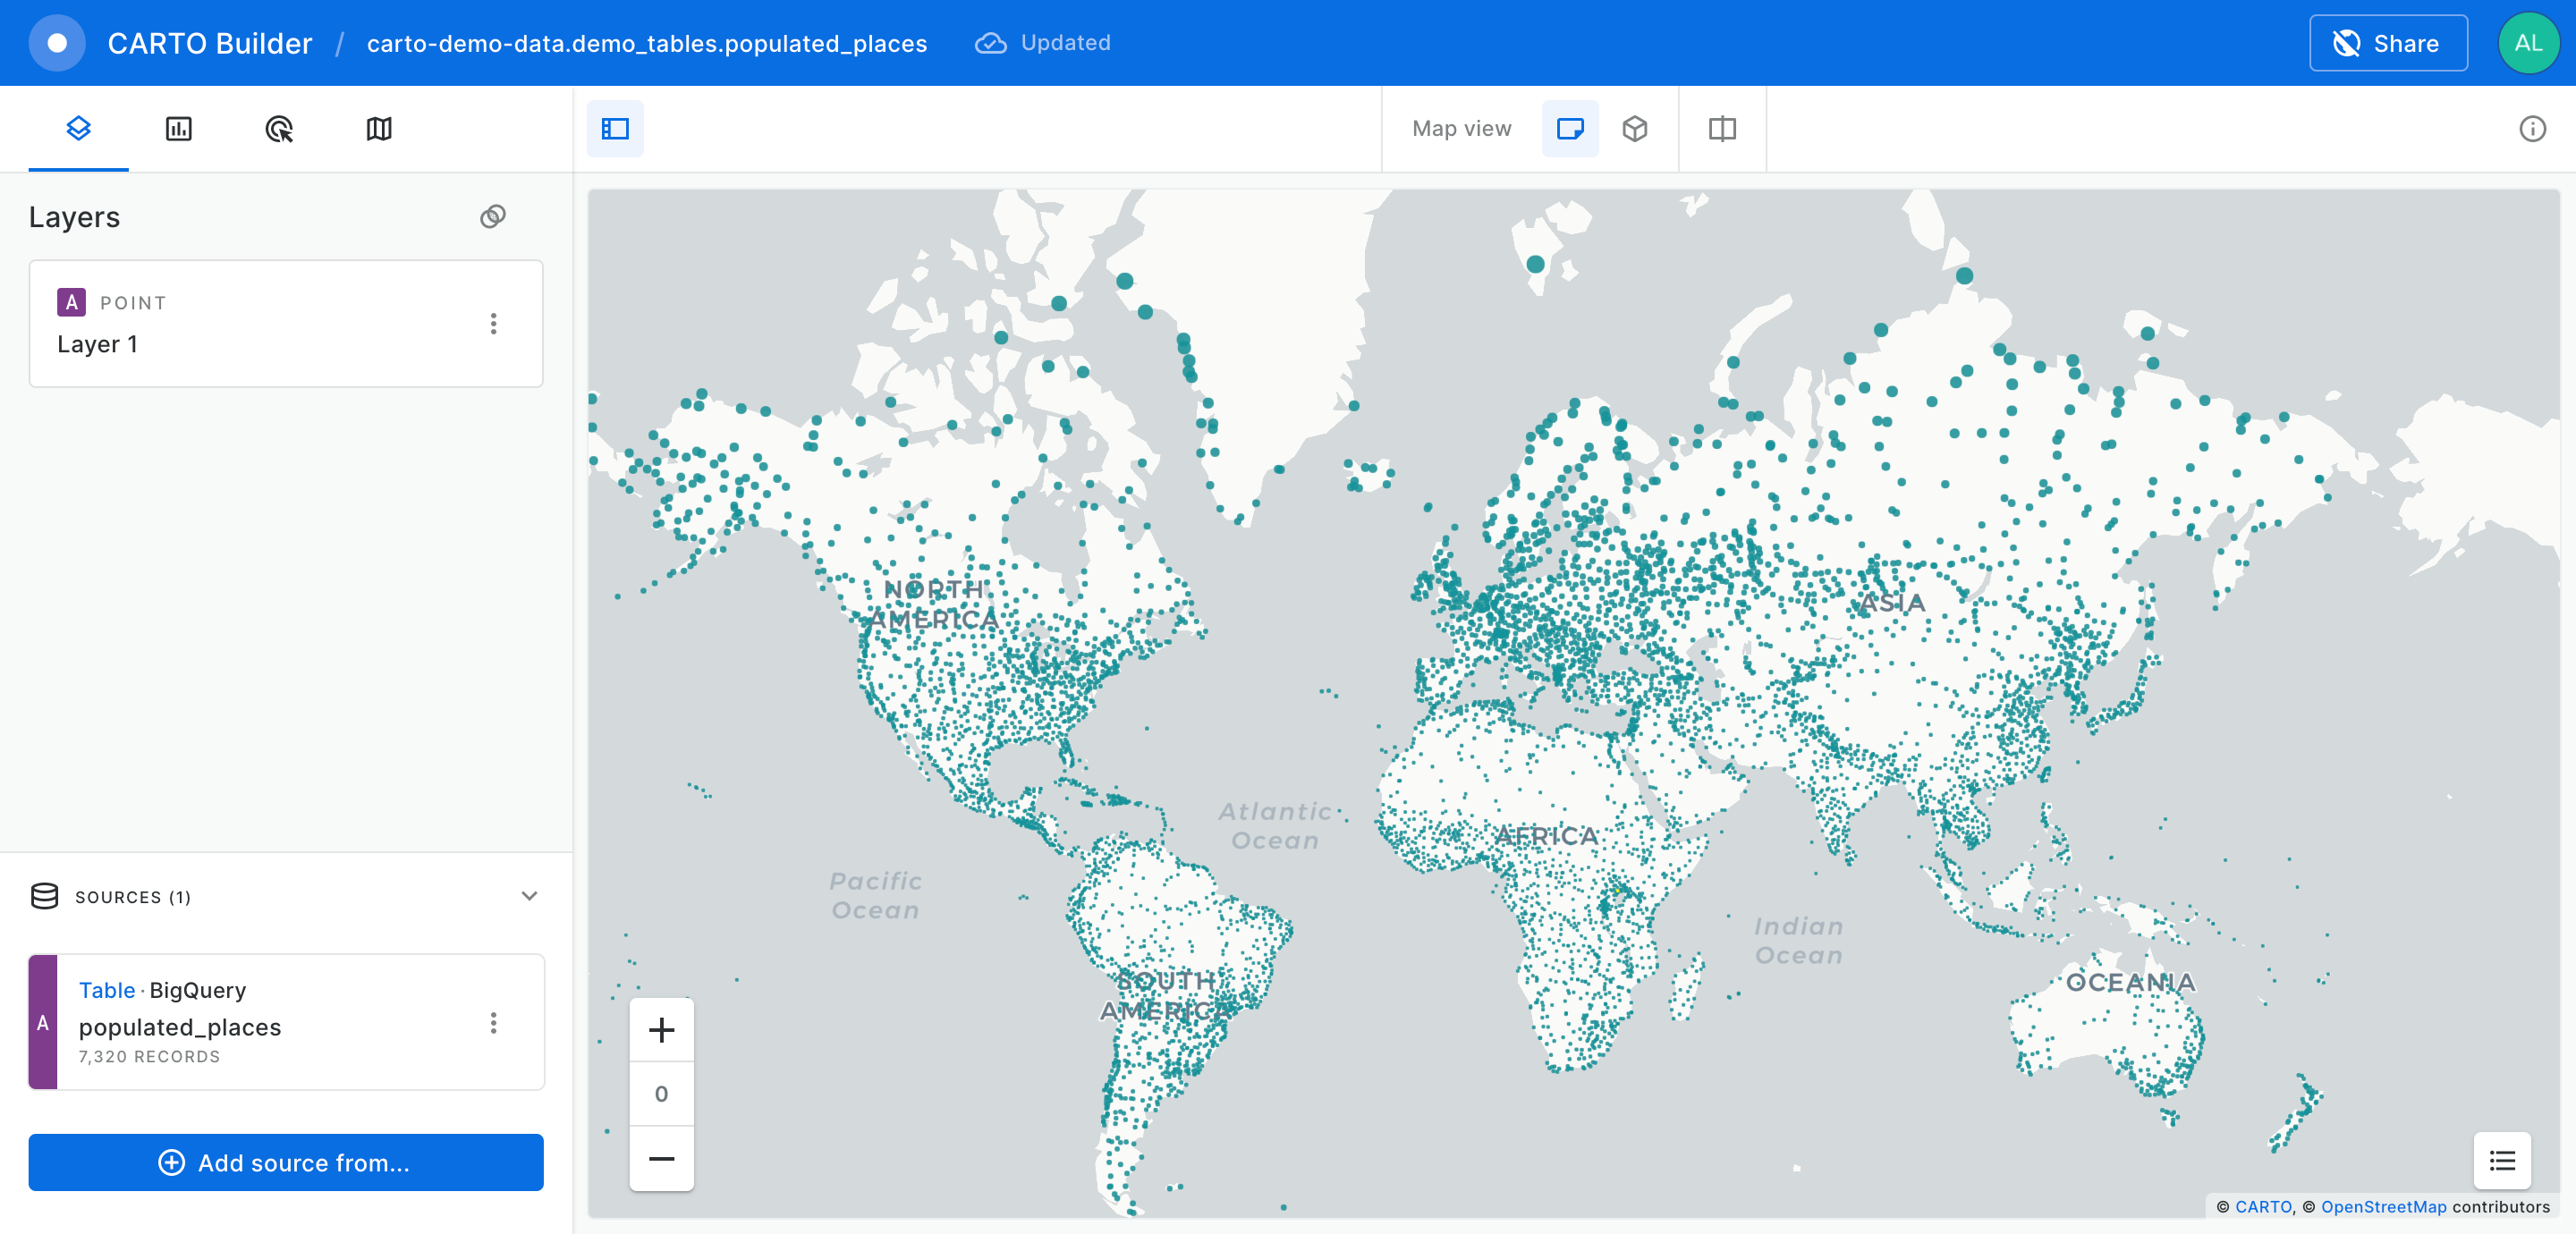 CARTO Builder / carto-demo-data.demo_tables.populated_places Updated Share AL
Map view
Layers
A POINT
Layer 1
NORTH
AMERICA
ASIA
Atlantic
Ocean
AFRICA
Pacific
Ocean
Indian
Ocean
SOUTH
AMERICA
OCEANIA
SOURCES (1)
A
Table · BigQuery
populated_places
7,320 RECORDS
Add source from...
0
© CARTO, © OpenStreetMap contributors